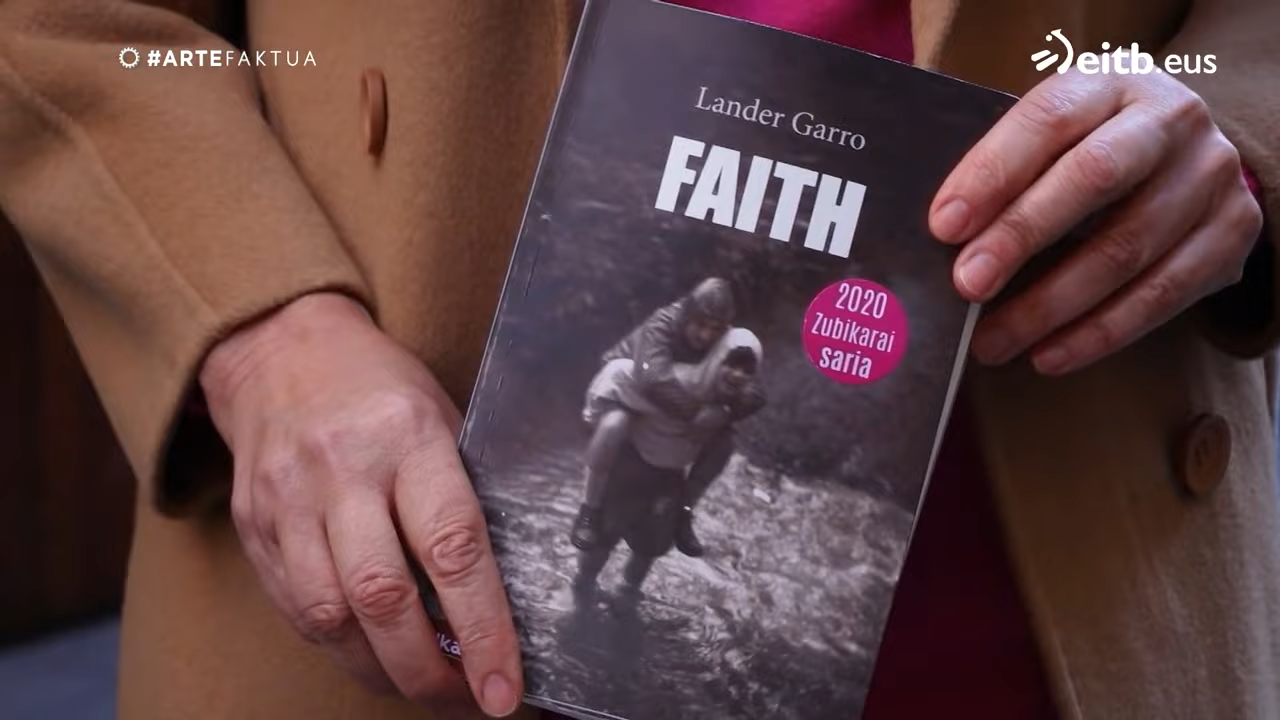 #ARTEFAKTUA
eitb.eus
Lander Garro
FAITH
2020
Zubikarai
saria